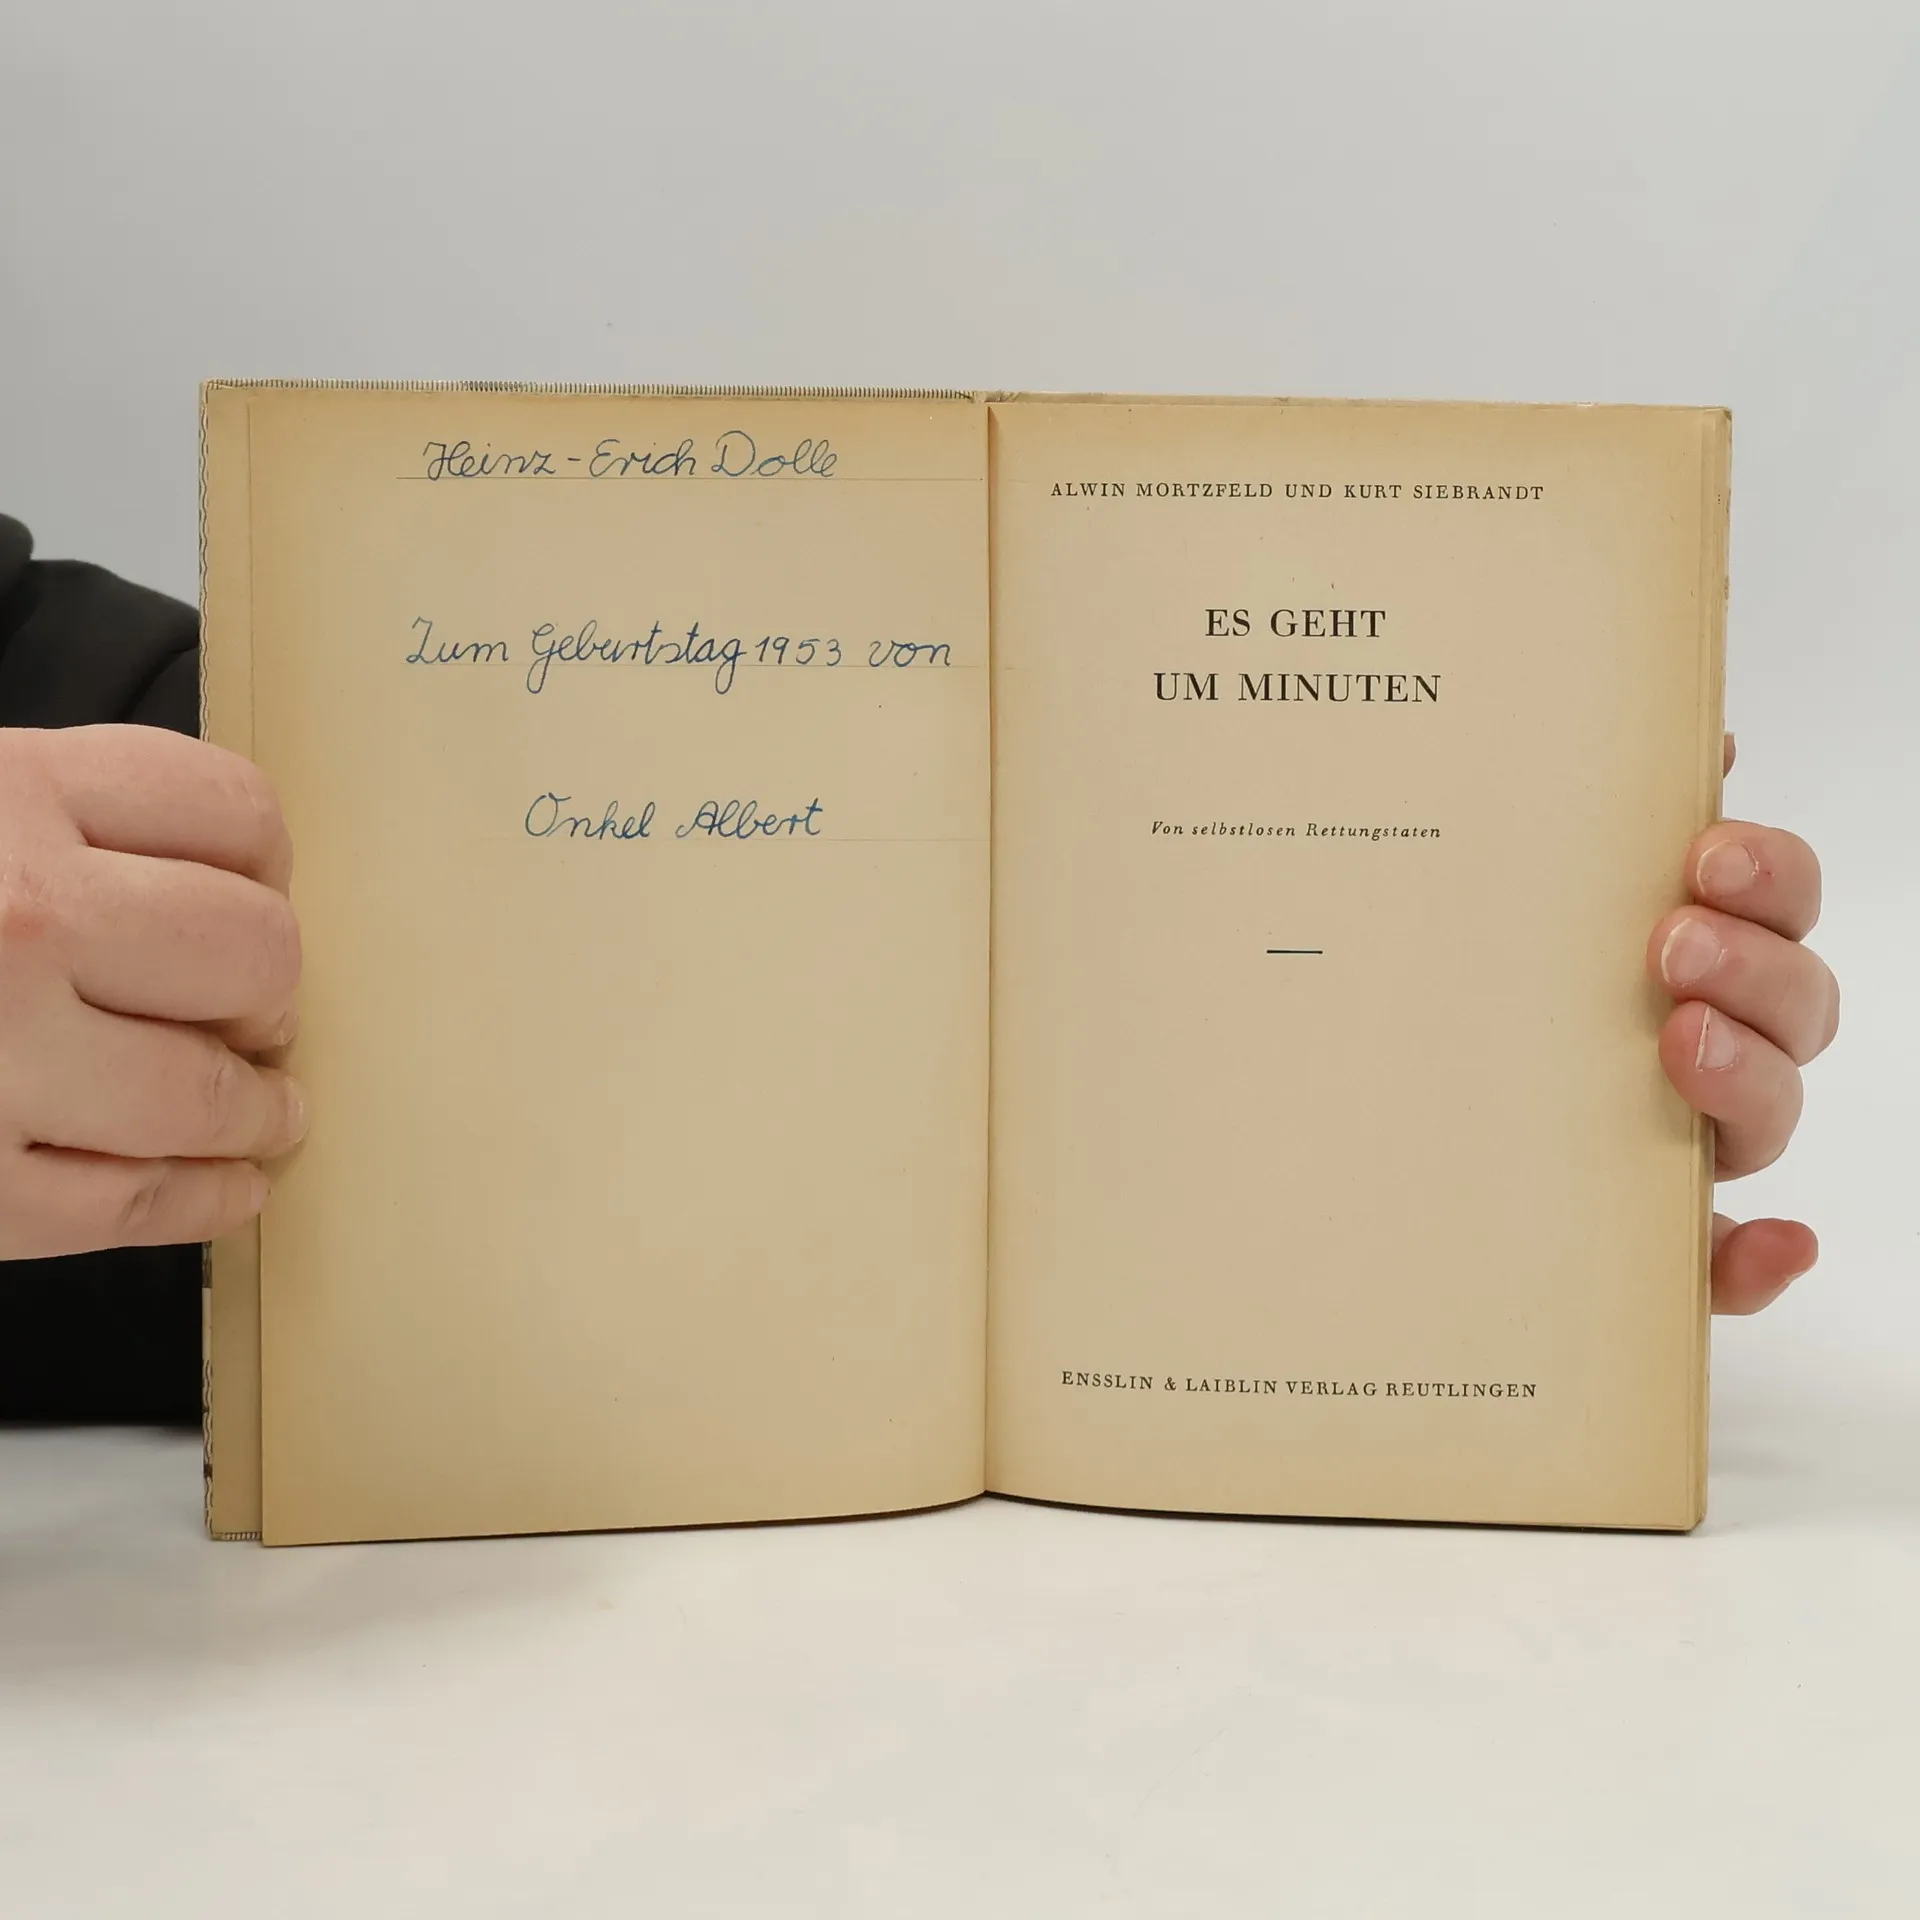 Heinz-Erich Dolle
Zum Geburtstag 1953 von
Onkel Albert
ALWIN MORTZFELD UND KURT SIEBRANDT
ES GEHT
UM MINUTEN
Von selbstlosen Rettungstaten
ENSSLIN & LAIBLIN VERLAG REUTLINGEN